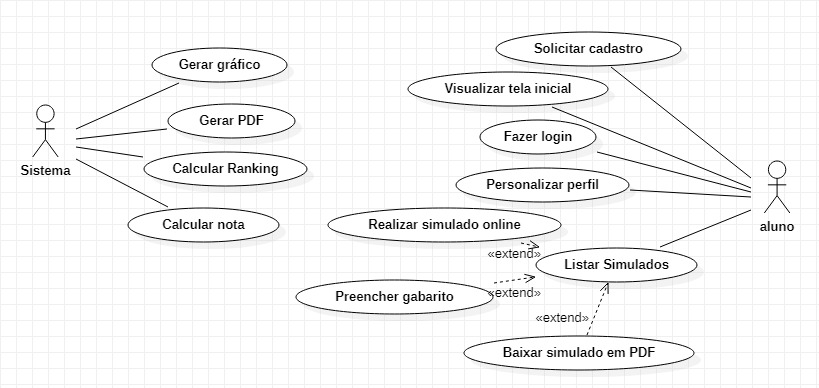 Solicitar cadastro
Gerar gráfico
Visualizar tela inicial
Gerar PDF
Fazer login
Sistema
Calcular Ranking
Personalizar perfil
aluno
Calcular nota
Realizar simulado online
«extend»
Listar Simulados
Preencher gabarito
«extend»
«extend»
Baixar simulado em PDF